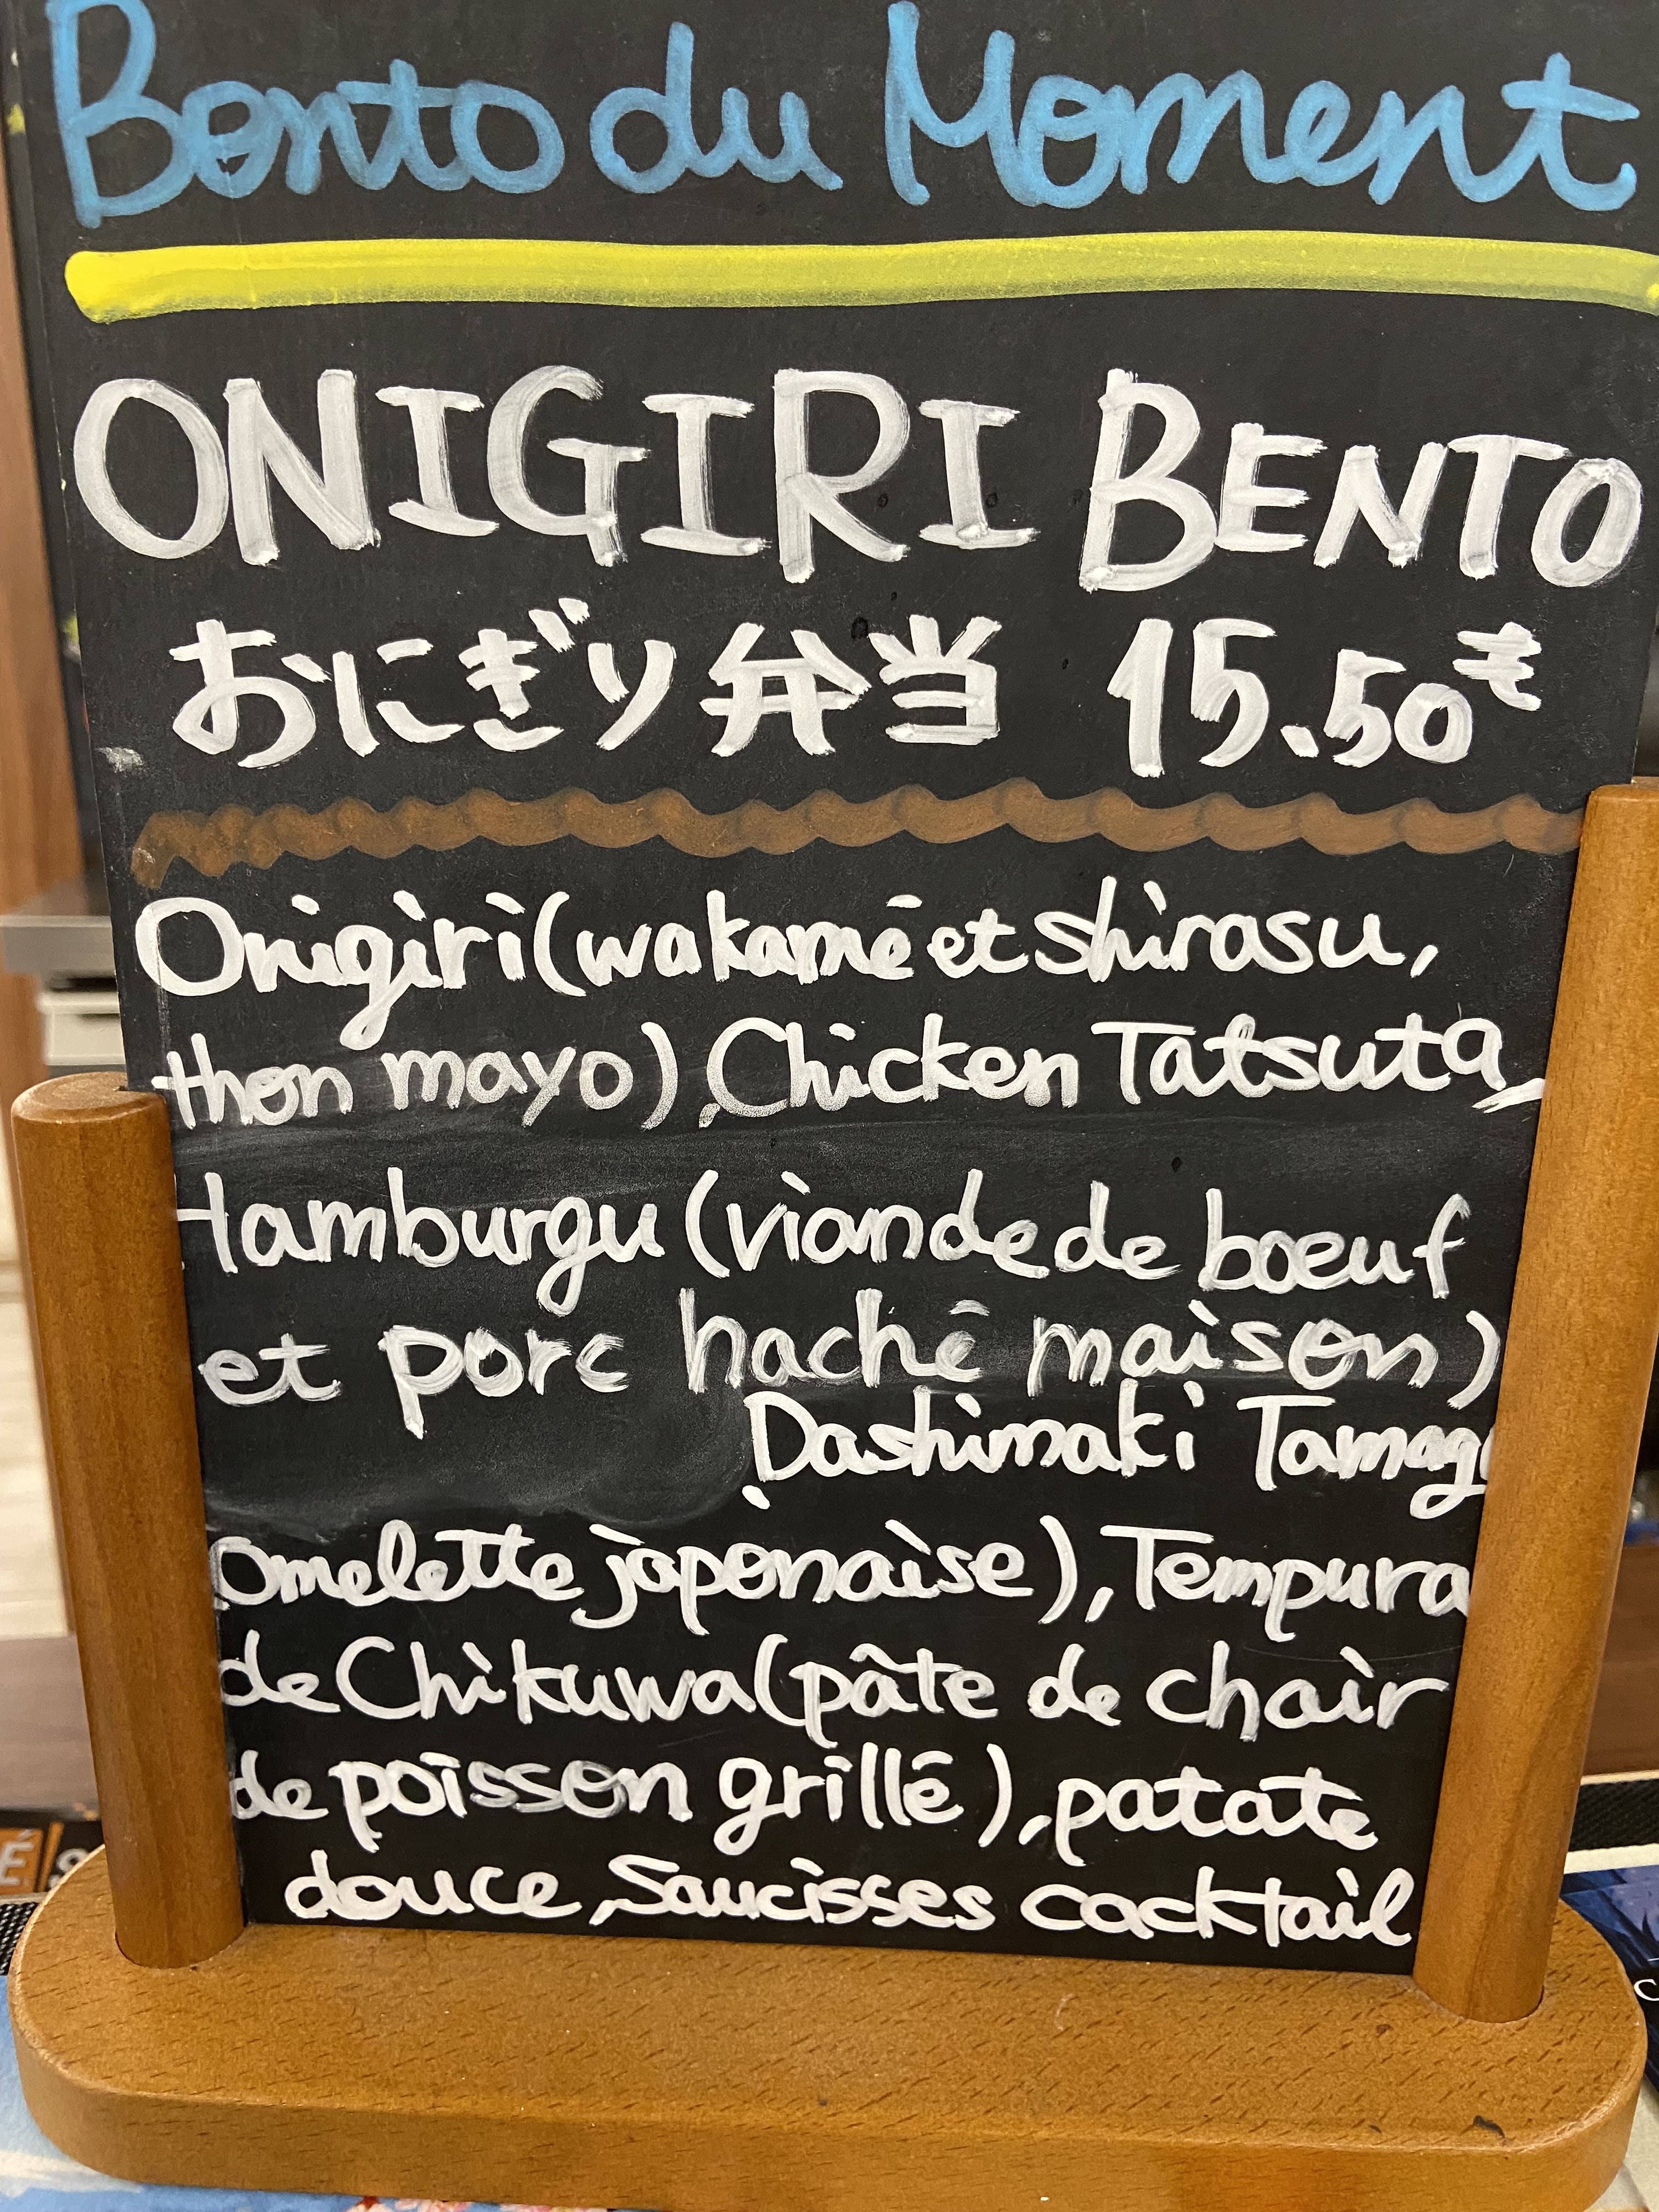 Bento du Moment
ONIGIRI BENTO
おにぎり弁当 15.50€
Onigiri (wakamé et shirasu,
thon mayo), Chicken Tatsuta,
Hamburgu (viande de boeuf
et porc haché maison)
, Dashimaki Tamag
(omelette japonaise), Tempura
de Chikuwa (pâte de chair
de poisson grillé), patate
douce, Saucisses cocktail